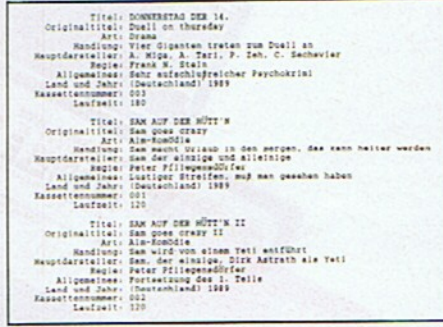 Titel: DONNERSTAG DER 14.
Originaltitel: Duell on thursday
Art: Drama
Handlung: Vier Giganten treten zum Duell an
Hauptdarsteller: A. Miga, A. Tari, P. Zeh, C. Sechevier
Regie: Frank N. Stein
Allgemeines: Sehr aufschlußreicher Psychokrimi
Land und Jahr: (Deutschland) 1989
Kassettennummer: 003
Laufzeit: 180
Titel: SAM AUF DER HÜTT'N
Originaltitel: Sam goes crazy
Art: Alm-Komödie
Handlung: Sam macht Urlaub in den sergen, das kann heiter werden
Hauptdarsteller: Sam der einzige und alleinige
Regie: Peter Pfliegensdörfer
Allgemeines: Lustiger Streifen, muß man gesehen haben
Land und Jahr: (Deutschland) 1989
Kassettennummer: 001
Laufzeit: 120
Titel: SAM AUF DER HÜTT'N II
Originaltitel: Sam goes crazy II
Art: Alm-Komödie
Handlung: Sam wird von einem Yeti entführt
Hauptdarsteller: Sam, der einzige, Dirk Astrath als Yeti
Regie: Peter Pfliegensdörfer
Allgemeines: Fortsetzung des 1. Teils
Land und Jahr: (Deutschland) 1989
Kassettennummer: 002
Laufzeit: 120